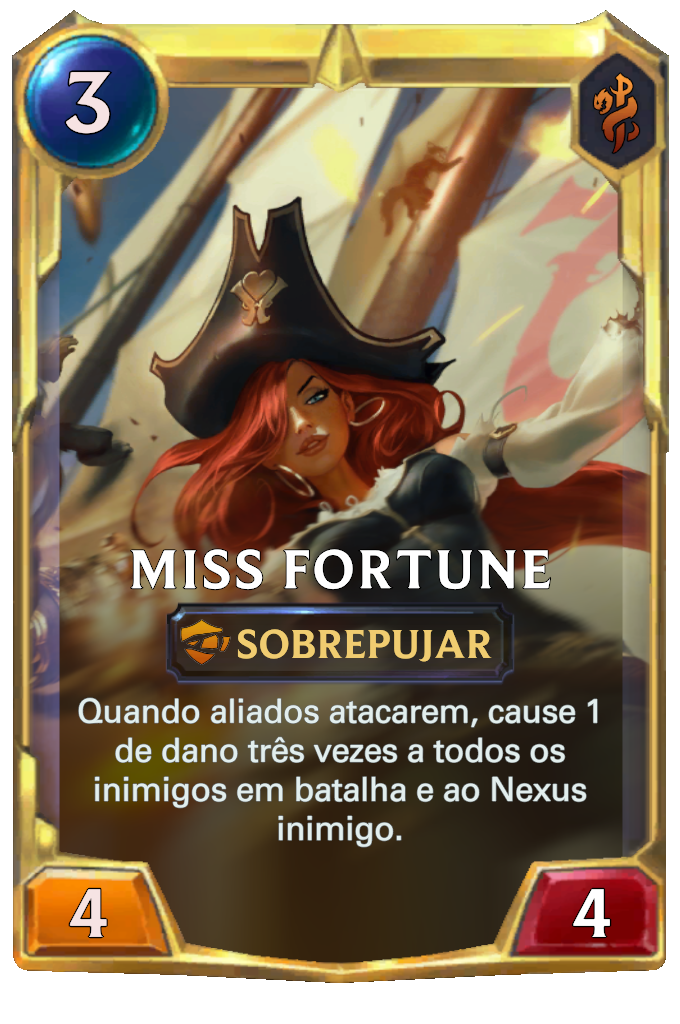 3
MISS FORTUNE
SOBREPUJAR
Quando aliados atacarem, cause 1
de dano três vezes a todos os
inimigos em batalha e ao Nexus
inimigo.
4
4